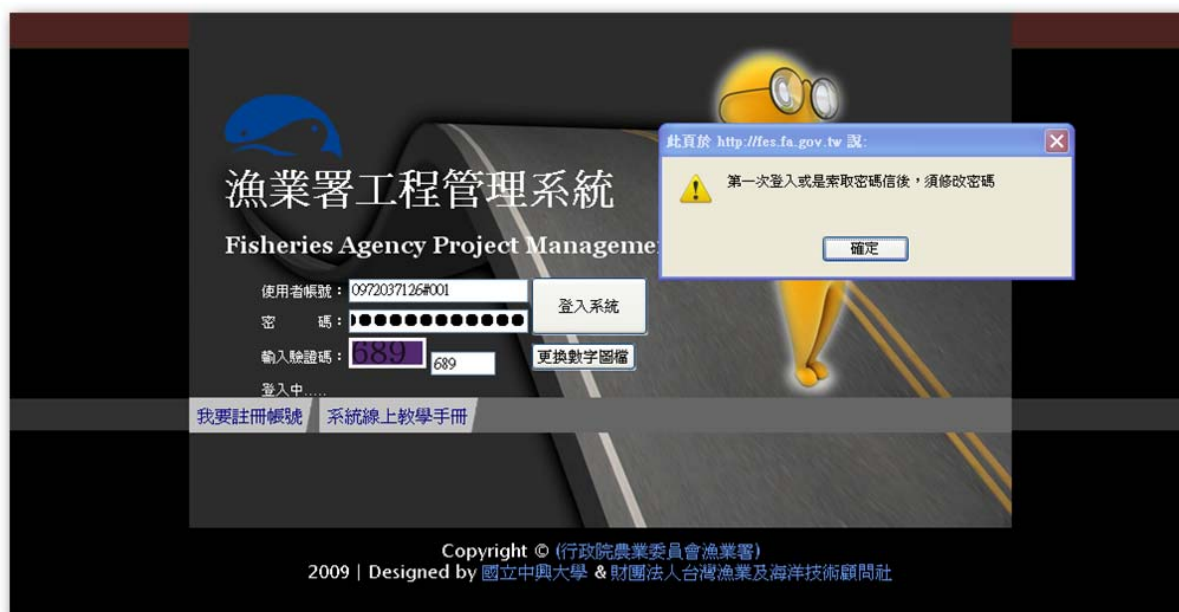 漁業署工程管理系統
Fisheries Agency Project Manageme
此頁於 http://fes.fa.gov.tw 說:
第一次登入或是索取密碼信後，須修改密碼
確定
使用者帳號： 0972037126#001
密 碼：
登入系統
輸入驗證碼： 689 689
更換數字圖檔
登入中.....
我要註冊帳號 系統線上教學手冊
Copyright © (行政院農業委員會漁業署)
2009 | Designed by 國立中興大學 & 財團法人台灣漁業及海洋技術顧問社